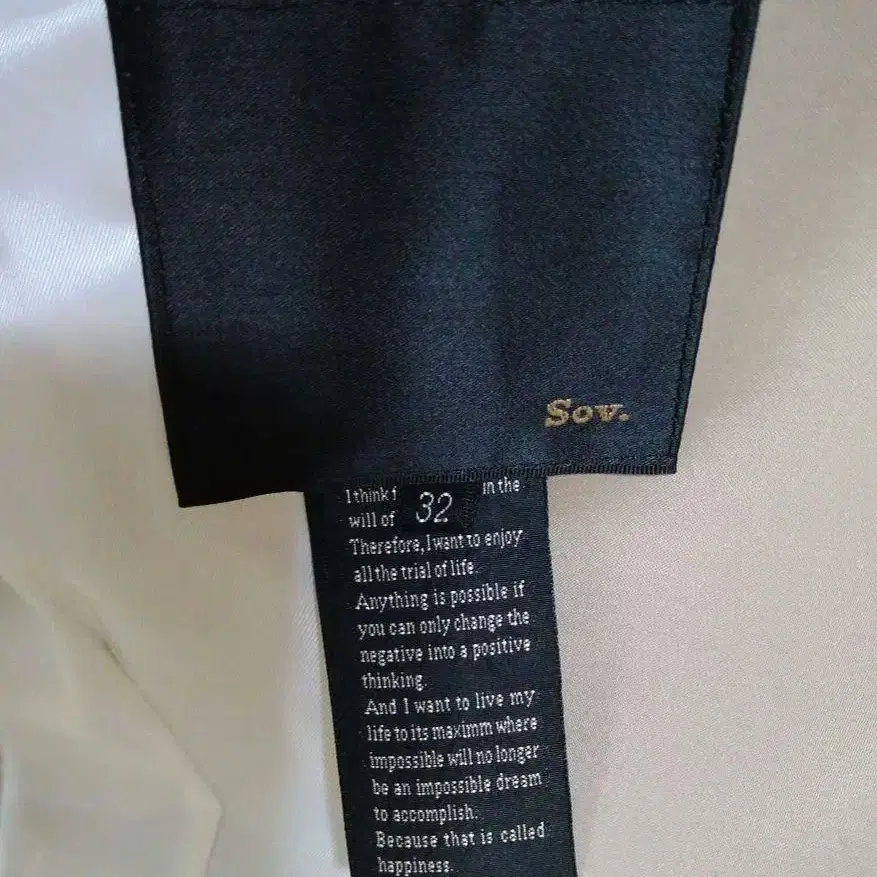 Sov.
I think f in the
32
will of
Therefore, I want to enjoy
all the trial of life.
Anything is possible if
you can only change the
negative into a positive
thinking.
And I want to live my
life to its maximm where
impossible will no longer
be an impossible dream
to accomplish.
Because that is called
happiness.